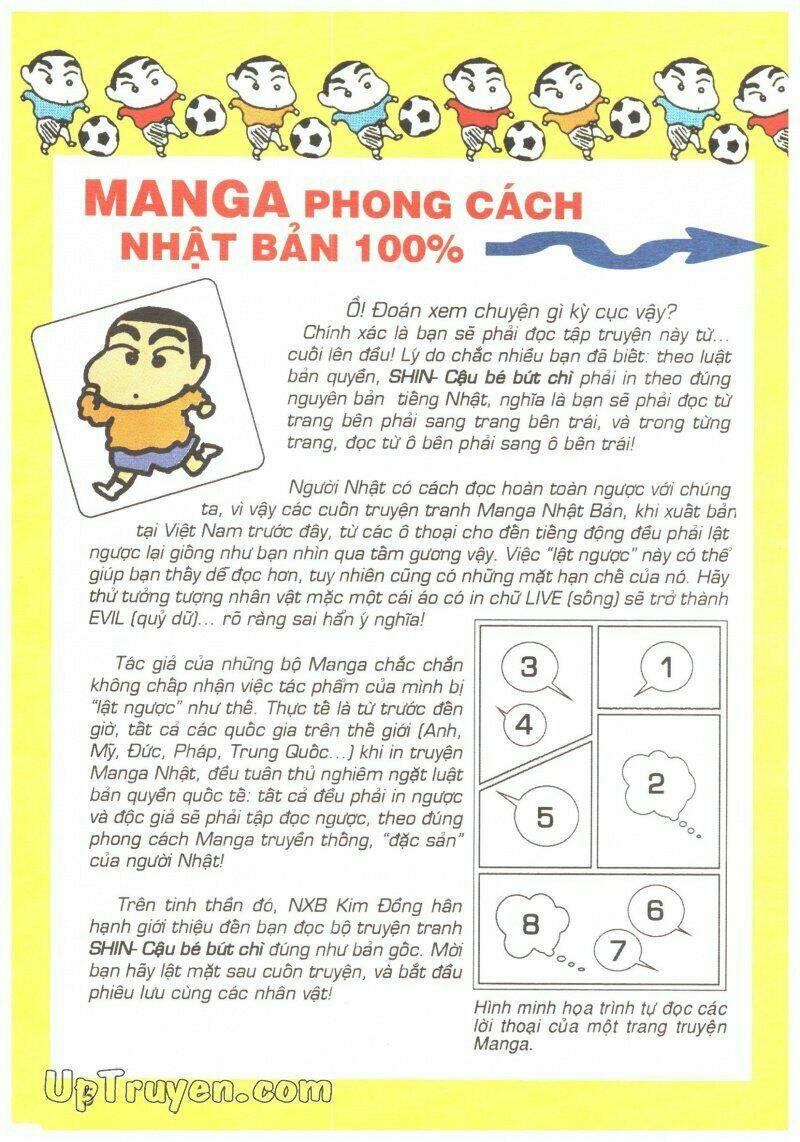 MANGA PHONG CÁCH
NHẬT BẢN 100%
Ồ! Đoán xem chuyện gì kỳ cục vậy?
Chính xác là bạn sẽ phải đọc tập truyện này từ...
cuối lên đầu! Lý do chắc nhiều bạn đã biết: theo luật
bản quyền, SHIN- Cậu bé bút chì phải in theo đúng
nguyên bản tiếng Nhật, nghĩa là bạn sẽ phải đọc từ
trang bên phải sang trang bên trái, và trong từng
trang, đọc từ ô bên phải sang ô bên trái!
Người Nhật có cách đọc hoàn toàn ngược với chúng
ta, vì vậy các cuốn truyện tranh Manga Nhật Bản, khi xuất bản
tại Việt Nam trước đây, từ các ô thoại cho đến tiếng động đều phải lật
ngược lại giống như bạn nhìn qua tấm gương vậy. Việc “lật ngược” này có thể
giúp bạn thấy dễ đọc hơn, tuy nhiên cũng có những mặt hạn chế của nó. Hãy
thử tưởng tượng nhân vật mặc một cái áo có in chữ LIVE (sống) sẽ trở thành
EVIL (quỷ dữ)... rõ ràng sai hẳn ý nghĩa!
Tác giả của những bộ Manga chắc chắn
không chấp nhận việc tác phẩm của mình bị
“lật ngược” như thế. Thực tế là từ trước đến
giờ, tất cả các quốc gia trên thế giới (Anh,
Mỹ, Đức, Pháp, Trung Quốc...) khi in truyện
Manga Nhật, đều tuân thủ nghiêm ngặt luật
bản quyền quốc tế: tất cả đều phải in ngược
và độc giả sẽ phải tập đọc ngược, theo đúng
phong cách Manga truyền thống, “đặc sản”
của người Nhật!
Trên tinh thần đó, NXB Kim Đồng hân
hạnh giới thiệu đến bạn đọc bộ truyện tranh
SHIN- Cậu bé bút chì đúng như bản gốc. Mời
bạn hãy lật mặt sau cuốn truyện, và bắt đầu
phiêu lưu cùng các nhân vật!
3
1
4
2
5
8
6
7
Hình minh họa trình tự đọc các
lời thoại của một trang truyện
Manga.
UpTruyen.com